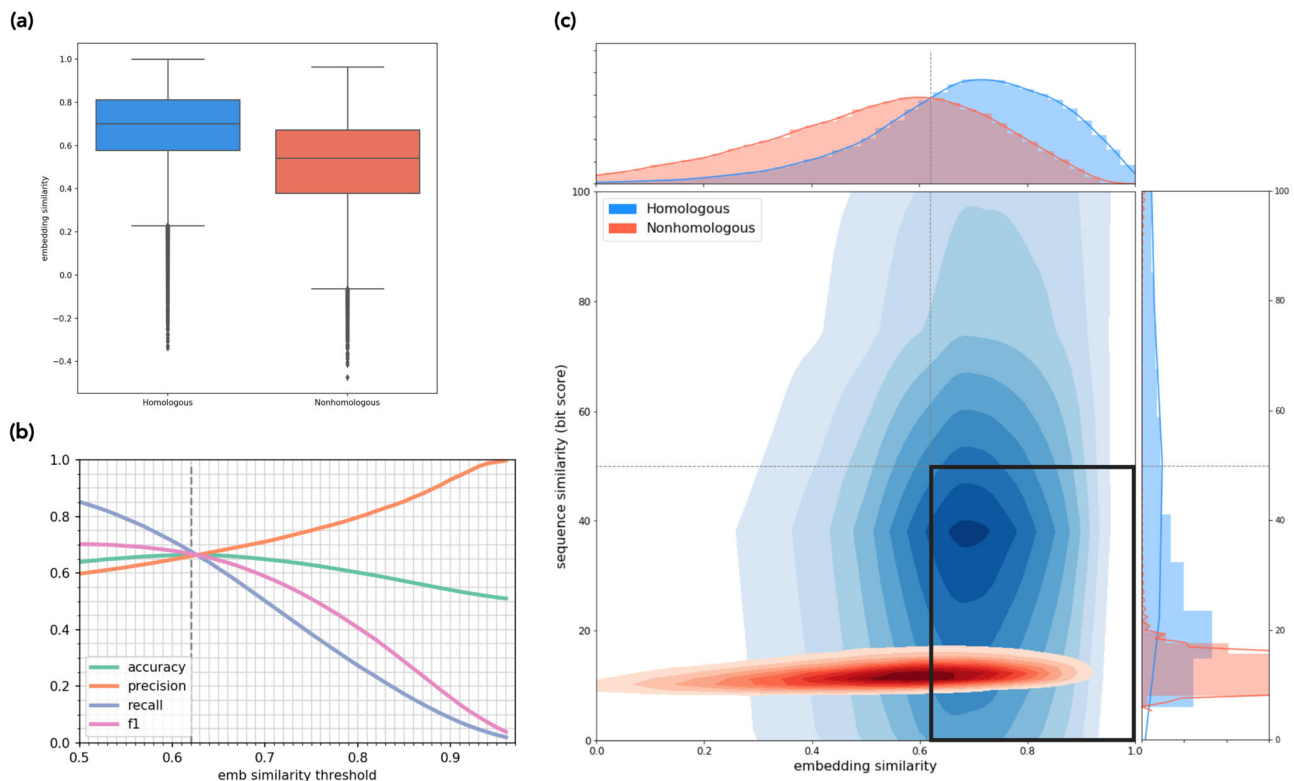 (a)
1.0
0.8
0.6
0.4
0.2
0.0
−0.2
−0.4
embedding similarity
Homologous Nonhomologous
(b)
1.0
0.8
0.6
0.4
0.2
0.0
accuracy
precision
recall
f1
0.5 0.6 0.7 0.8 0.9
emb similarity threshold
(c)
Homologous
Nonhomologous
100
80
60
40
20
0
sequence similarity (bit score)
0.0 0.2 0.4 0.6 0.8 1.0
embedding similarity
100
80
60
40
20
0